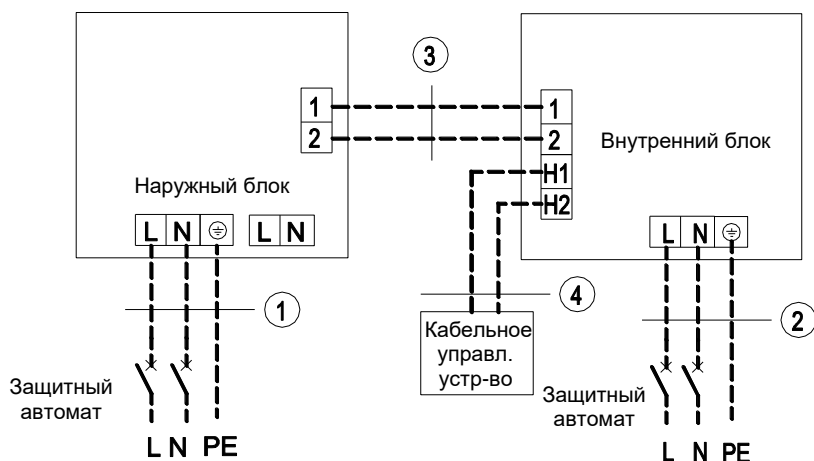 3
1
1
2
2
Внутренний блок
H1
Наружный блок
H2
L N
L N
L N
1
4
2
Кабельное
управл.
устр-во
Защитный
автомат
Защитный
автомат
L N PE
L N PE